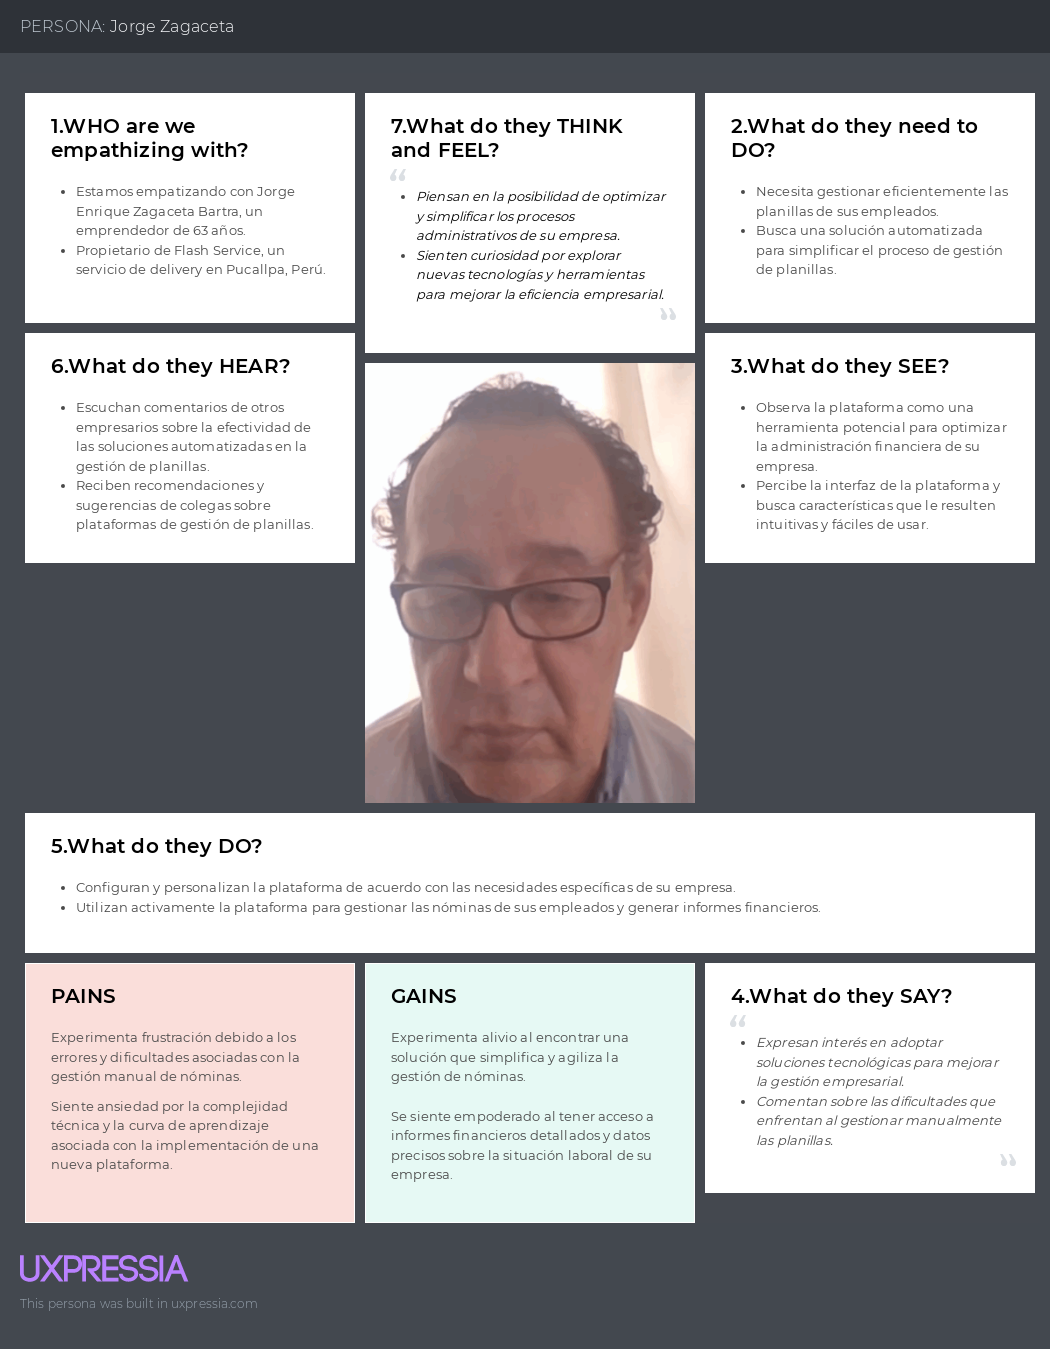 PERSONA: Jorge Zagaceta
1.WHO are we
empathizing with?
• Estamos empatizando con Jorge
Enrique Zagaceta Bartra, un
emprendedor de 63 años.
• Propietario de Flash Service, un
servicio de delivery en Pucallpa, Perú.
7.What do they THINK
and FEEL?
“
• Piensan en la posibilidad de optimizar
y simplificar los procesos
administrativos de su empresa.
• Sienten curiosidad por explorar
nuevas tecnologías y herramientas
para mejorar la eficiencia empresarial.
”
2.What do they need to
DO?
• Necesita gestionar eficientemente las
planillas de sus empleados.
• Busca una solución automatizada
para simplificar el proceso de gestión
de planillas.
6.What do they HEAR?
• Escuchan comentarios de otros
empresarios sobre la efectividad de
las soluciones automatizadas en la
gestión de planillas.
• Reciben recomendaciones y
sugerencias de colegas sobre
plataformas de gestión de planillas.
3.What do they SEE?
• Observa la plataforma como una
herramienta potencial para optimizar
la administración financiera de su
empresa.
• Percibe la interfaz de la plataforma y
busca características que le resulten
intuitivas y fáciles de usar.
5.What do they DO?
• Configuran y personalizan la plataforma de acuerdo con las necesidades específicas de su empresa.
• Utilizan activamente la plataforma para gestionar las nóminas de sus empleados y generar informes financieros.
PAINS
Experimenta frustración debido a los
errores y dificultades asociadas con la
gestión manual de nóminas.
Siente ansiedad por la complejidad
técnica y la curva de aprendizaje
asociada con la implementación de una
nueva plataforma.
GAINS
Experimenta alivio al encontrar una
solución que simplifica y agiliza la
gestión de nóminas.
Se siente empoderado al tener acceso a
informes financieros detallados y datos
precisos sobre la situación laboral de su
empresa.
4.What do they SAY?
“
• Expresan interés en adoptar
soluciones tecnológicas para mejorar
la gestión empresarial.
• Comentan sobre las dificultades que
enfrentan al gestionar manualmente
las planillas.
”
UXPRESSIA
This persona was built in uxpressia.com